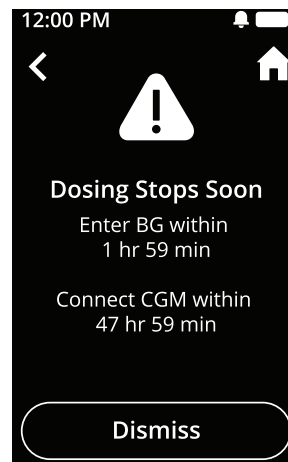 12:00 PM
Dosing Stops Soon
Enter BG within
1 hr 59 min
Connect CGM within
47 hr 59 min
Dismiss